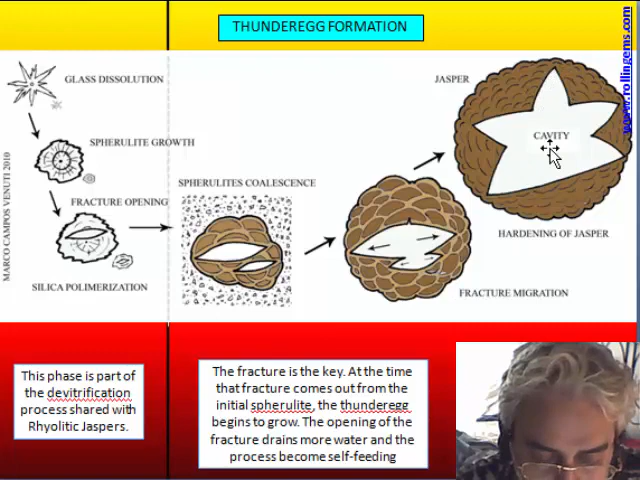 THUNDEREGG FORMATION
www.rollingems.com
GLASS DISSOLUTION
JASPER
CAVITY
SPHERULITE GROWTH
SPHERULITES COALESCENCE
FRACTURE OPENING
HARDENING OF JASPER
SILICA POLIMERIZATION
FRACTURE MIGRATION
MARCO CAMPOS VENUTI 2010
This phase is part of
the devitrification
process shared with
Rhyolitic Jaspers.
The fracture is the key. At the time
that fracture comes out from the
initial spherulite, the thunderegg
begins to grow. The opening of the
fracture drains more water and the
process become self-feeding